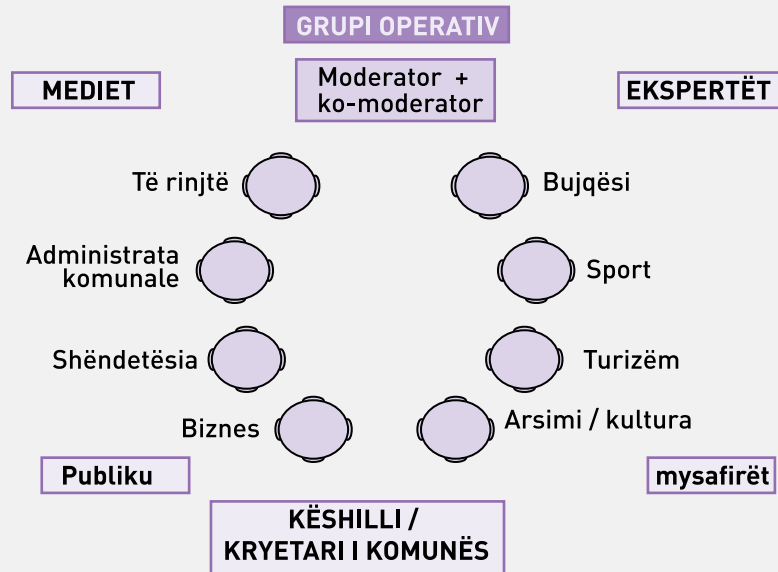 GRUPI OPERATIV
MEDIET
Moderator +
ko-moderator
EKSPERTËT
Të rinjtë
Bujqësi
Administrata
komunale
Sport
Shëndetësia
Turizëm
Biznes
Arsimi / kultura
Publiku
mysafirët
KËSHILLI /
KRYETARI I KOMUNËS